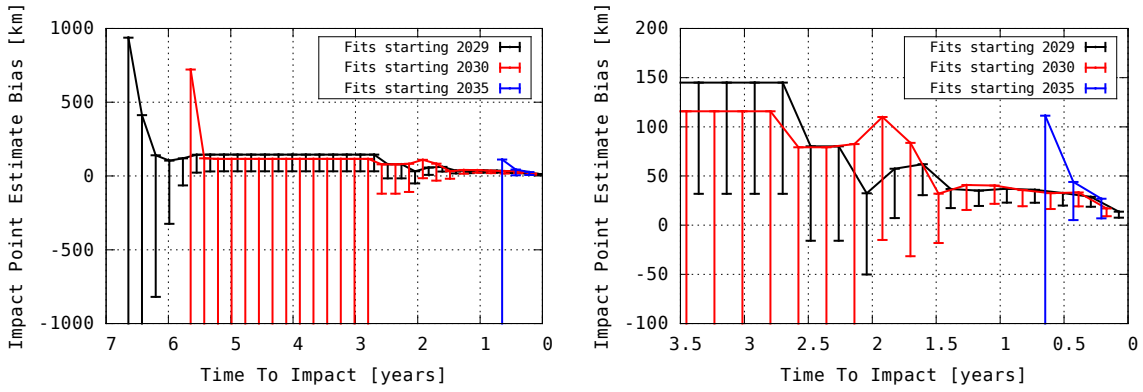 Impact Point Estimate Bias [km]
1000
500
0
-500
-1000
7 6 5 4 3 2 1 0
Time To Impact [years]
Fits starting 2029
Fits starting 2030
Fits starting 2035
Impact Point Estimate Bias [km]
200
150
100
50
0
-50
-100
3.5 3 2.5 2 1.5 1 0.5 0
Time To Impact [years]
Fits starting 2029
Fits starting 2030
Fits starting 2035